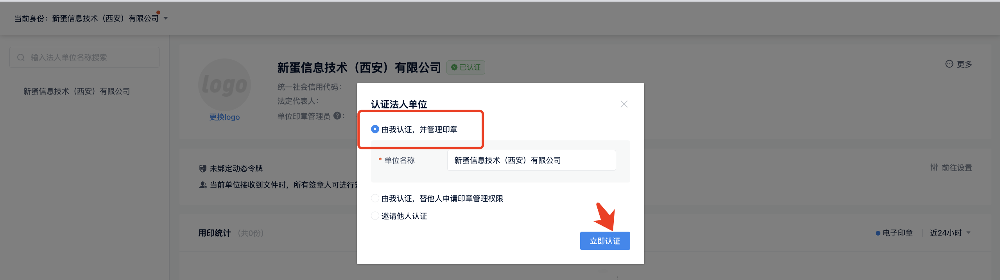 当前身份：新蛋信息技术（西安）有限公司
输入法人单位名称搜索
新蛋信息技术（西安）有限公司
logo
更换logo
新蛋信息技术（西安）有限公司 已认证
统一社会信用代码：
法定代表人：
单位印章管理员 ? ：
更多
未绑定动态令牌
当前单位接收到文件时，所有签章人可进行
前往设置
用印统计 （共0份）
电子印章 近24小时
认证法人单位
由我认证，并管理印章
* 单位名称 新蛋信息技术（西安）有限公司
由我认证，替他人申请印章管理权限
邀请他人认证
立即认证